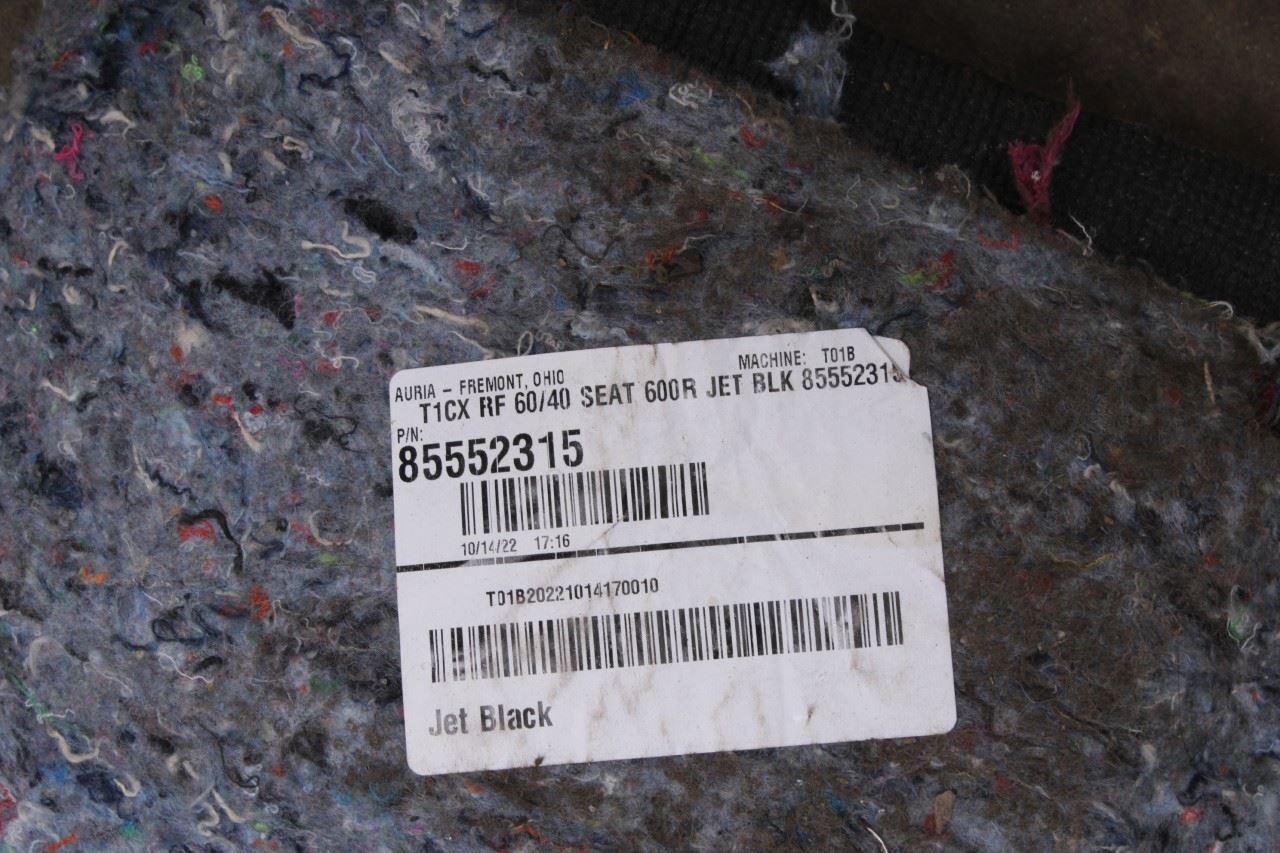 AURIA - FREMONT, OHIO MACHINE: T01B
T1CX RF 60/40 SEAT 600R JET BLK 85552315
P/N:
85552315
10/14/22 17:16
T01B20221014170010
Jet Black